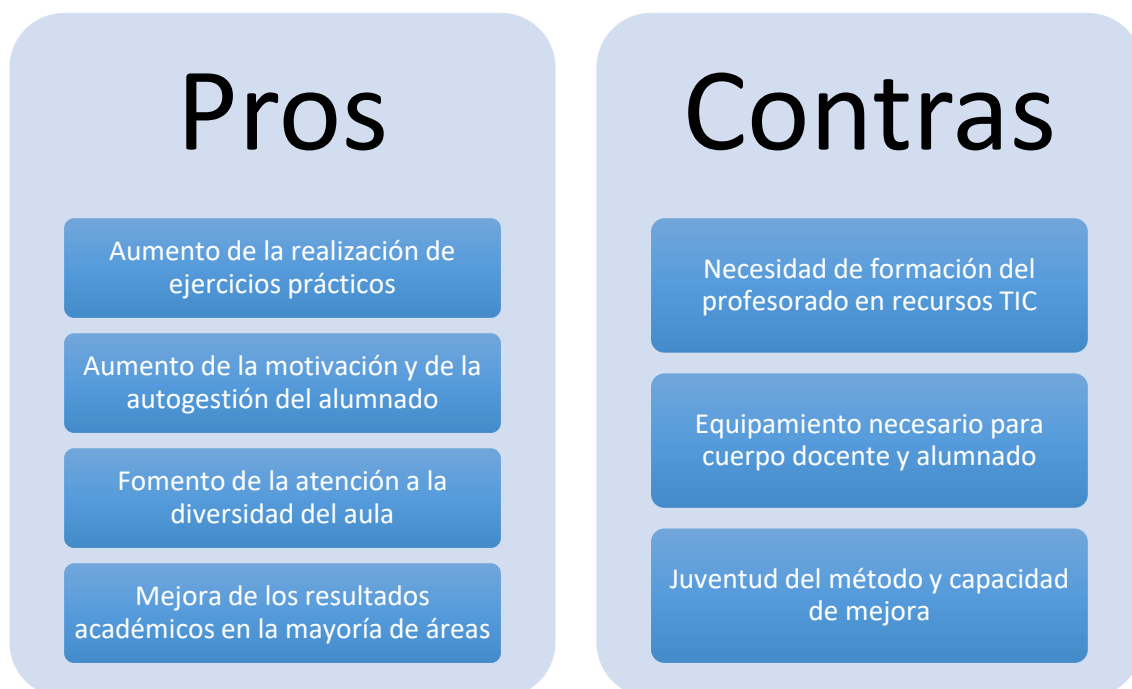 Pros
Aumento de la realización de
ejercicios prácticos
Aumento de la motivación y de la
autogestión del alumnado
Fomento de la atención a la
diversidad del aula
Mejora de los resultados
académicos en la mayoría de áreas
Contras
Necesidad de formación del
profesorado en recursos TIC
Equipamiento necesario para
cuerpo docente y alumnado
Juventud del método y capacidad
de mejora